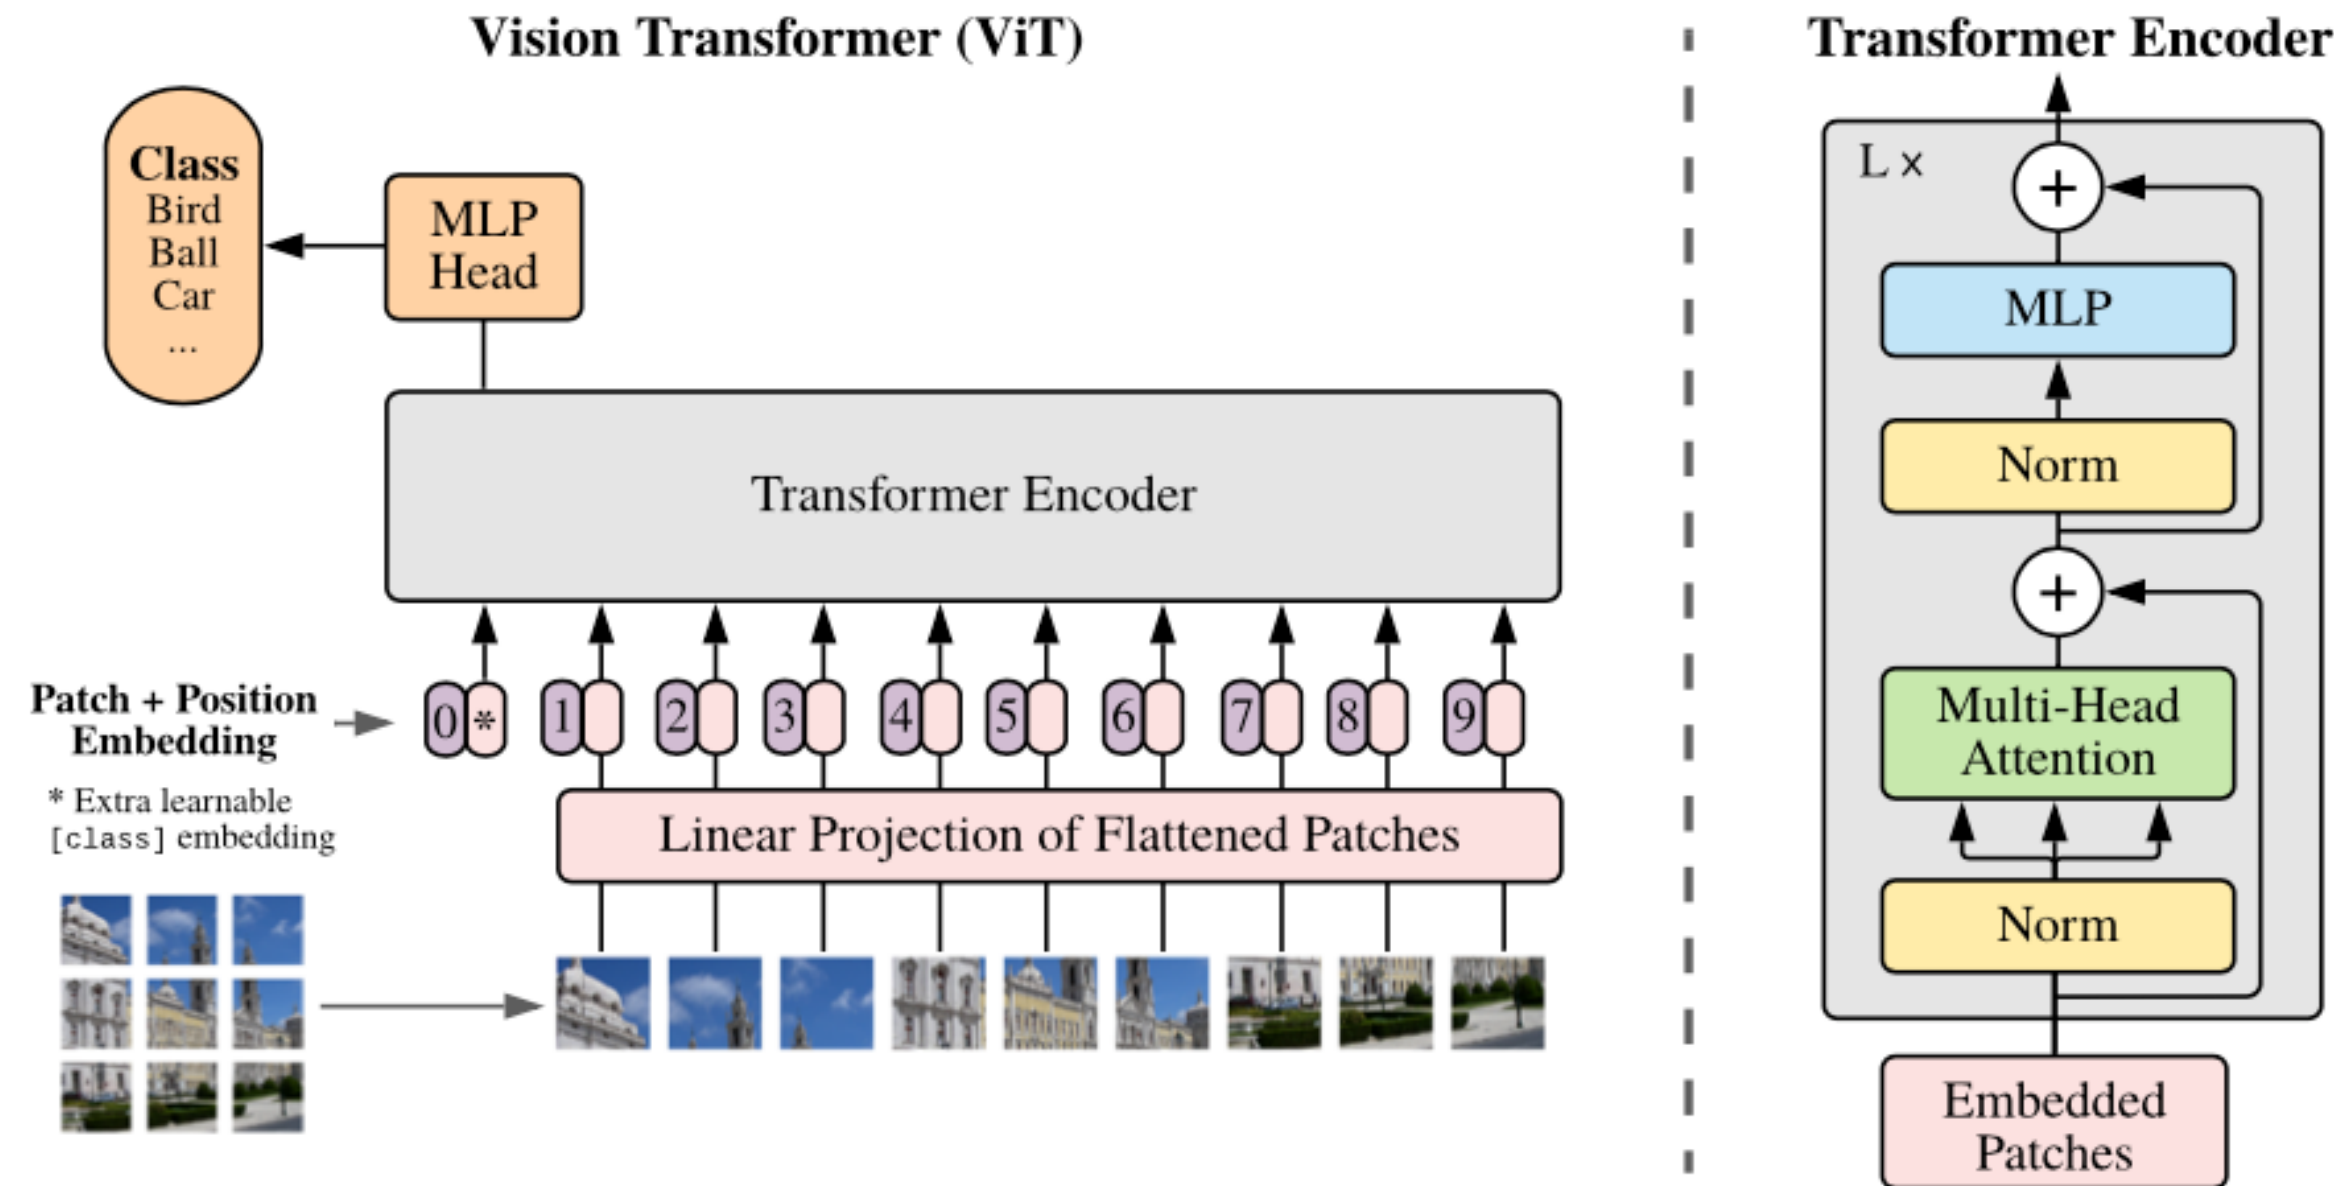 Vision Transformer (ViT)
Class
Bird
Ball
Car
...
MLP
Head
Transformer Encoder
Patch + Position
Embedding
* Extra learnable
[class] embedding
0 * 1 2 3 4 5 6 7 8 9
Linear Projection of Flattened Patches
Transformer Encoder
L ×
+
MLP
Norm
+
Multi-Head
Attention
Norm
Embedded
Patches